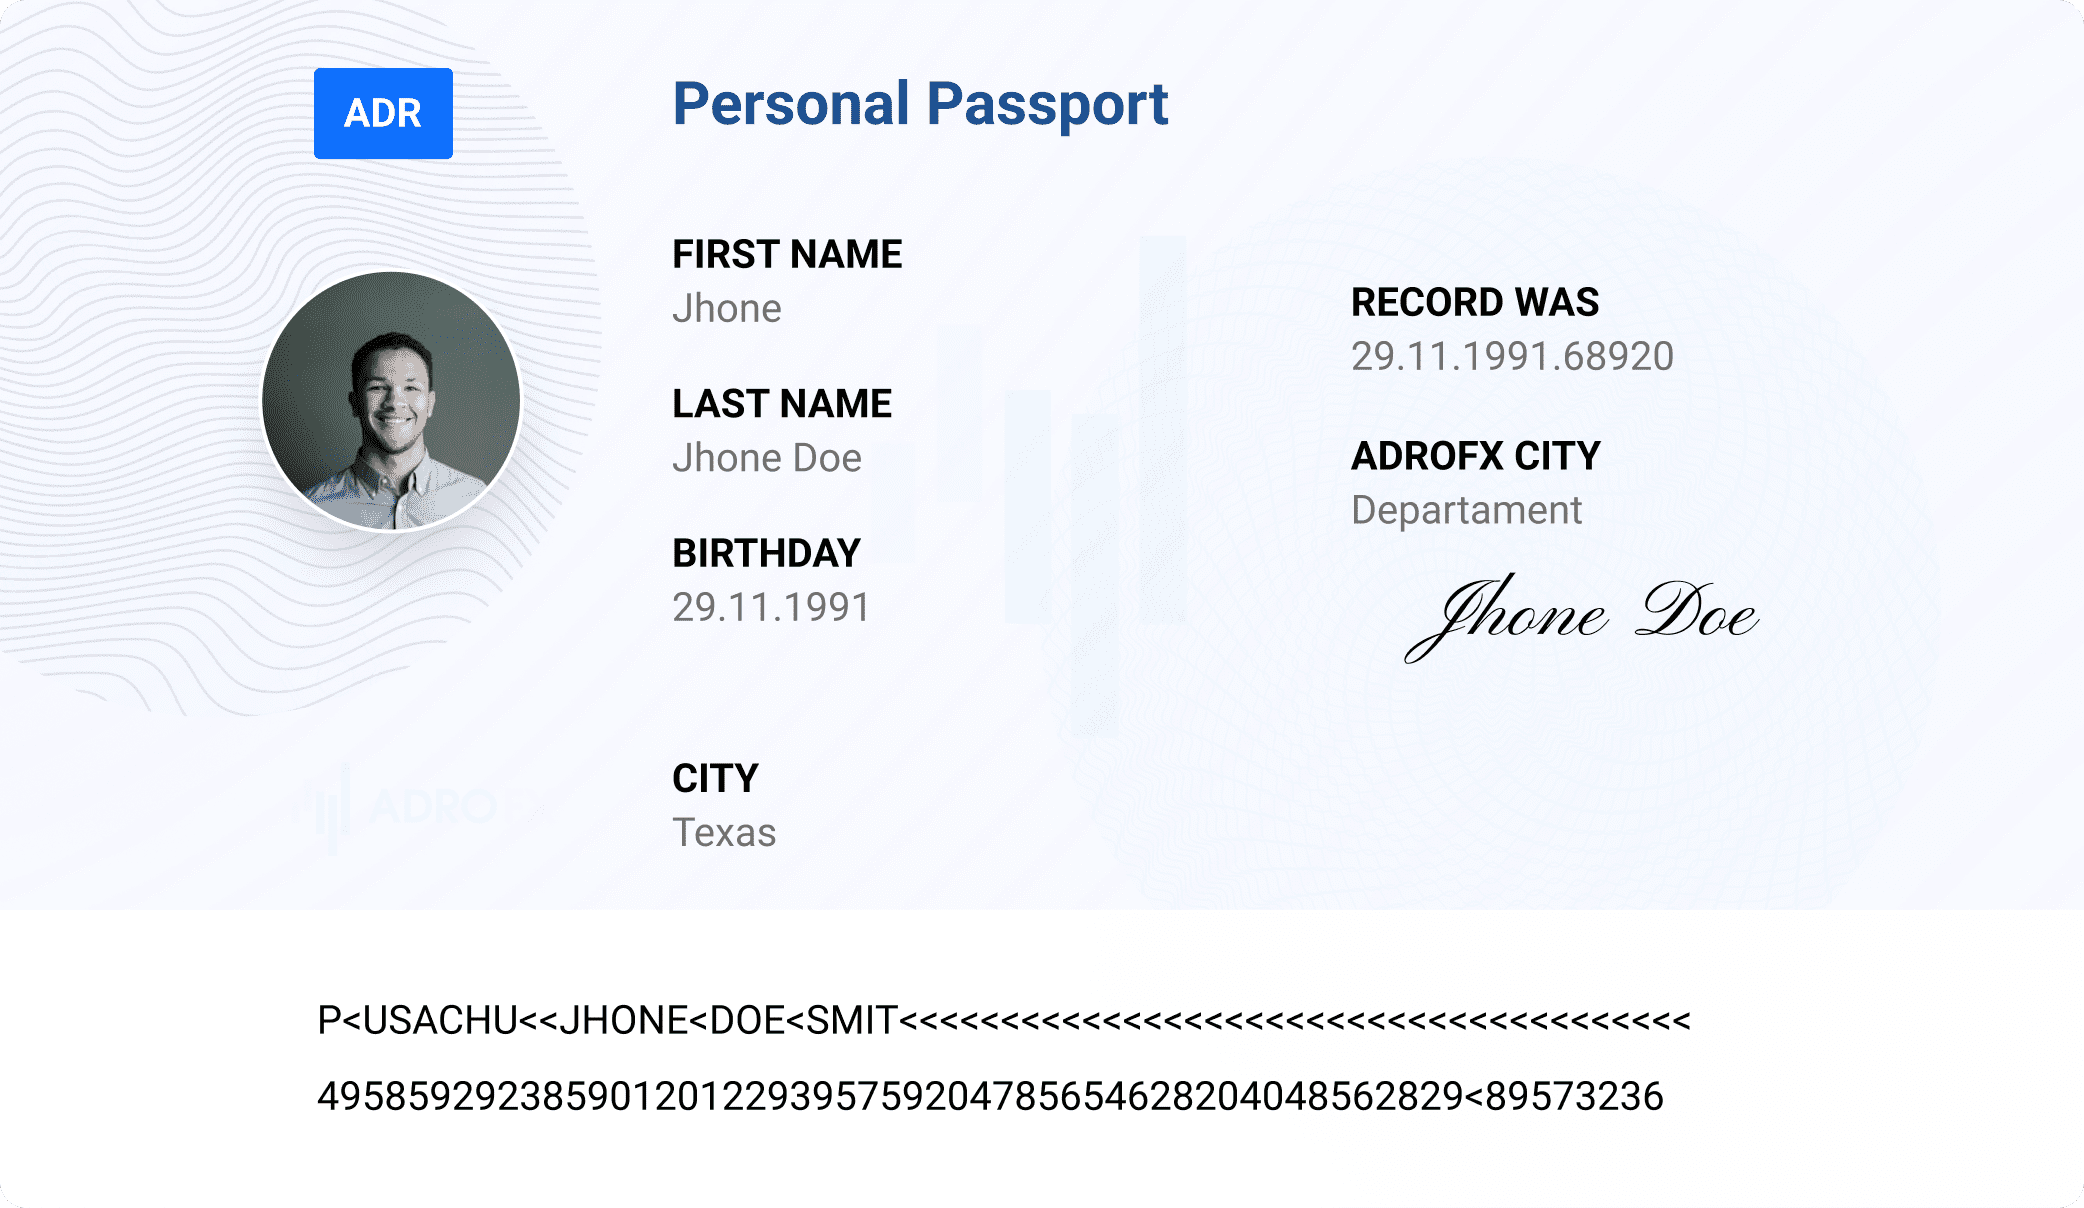 ADR
Personal Passport
FIRST NAME
Jhone
LAST NAME
Jhone Doe
BIRTHDAY
29.11.1991
CITY
Texas
RECORD WAS
29.11.1991.68920
ADROFX CITY
Departament
Jhone Doe
ADROFX
P<USACHU<<JHONE<DOE<SMIT<<<<<<<<<<<<<<<<<<<<<<<<<<<<<<<<<<<<<<<
495859292385901201229395759204785654628204048562829<89573236